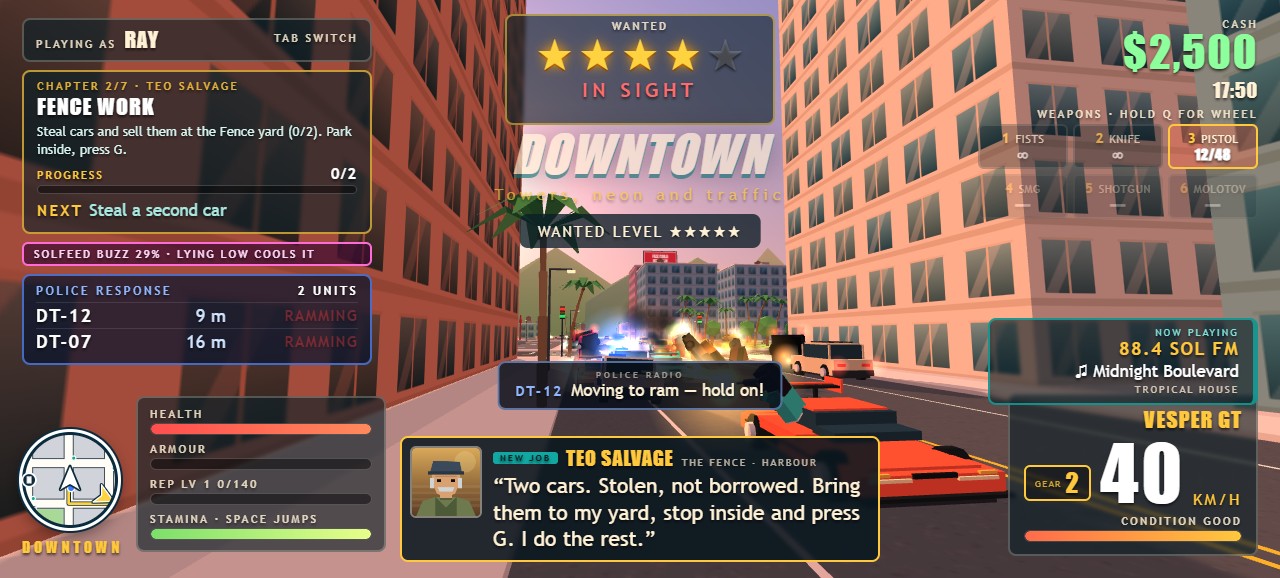 PLAYING AS RAY TAB SWITCH
CHAPTER 2/7 · TEO SALVAGE
FENCE WORK
Steal cars and sell them at the Fence yard (0/2). Park
inside, press G.
PROGRESS 0/2
NEXT Steal a second car
SOLFEED BUZZ 29% · LYING LOW COOLS IT
POLICE RESPONSE 2 UNITS
DT-12 9 m RAMMING
DT-07 16 m RAMMING
HEALTH
ARMOUR
REP LV 1 0/140
STAMINA · SPACE JUMPS
DOWNTOWN
WANTED
IN SIGHT
DOWNTOWN
Towers, neon and traffic
WANTED LEVEL ★★★★★
POLICE RADIO
DT-12 Moving to ram — hold on!
NEW JOB TEO SALVAGE THE FENCE · HARBOUR
“Two cars. Stolen, not borrowed. Bring
them to my yard, stop inside and press
G. I do the rest.”
CASH
$2,500
17:50
WEAPONS · HOLD Q FOR WHEEL
1 FISTS ∞
2 KNIFE ∞
3 PISTOL 12/48
4 SMG —
5 SHOTGUN —
6 MOLOTOV —
NOW PLAYING
88.4 SOL FM
♫ Midnight Boulevard
TROPICAL HOUSE
VESPER GT
GEAR 2 40 KM/H
CONDITION GOOD